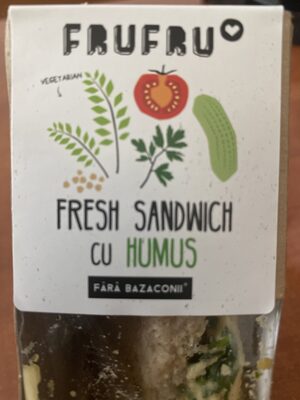 FRUFRU
VEGETARIAN
FRESH SANDWICH
CU HUMUS
FĂRĂ BAZACONII*